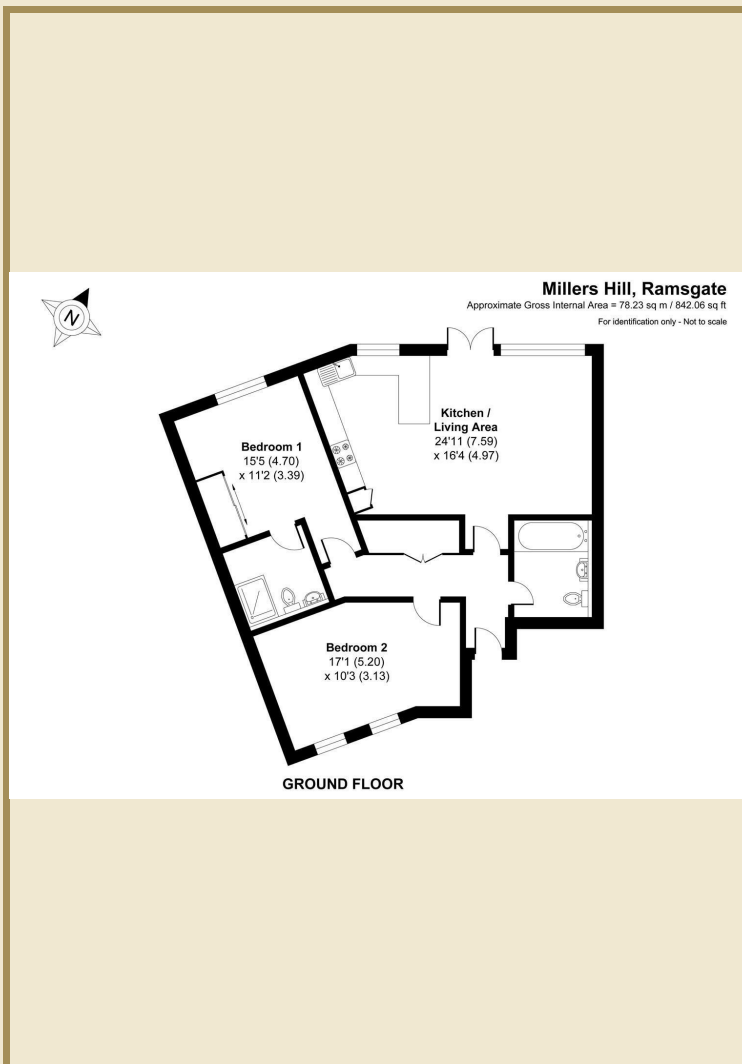 Millers Hill, Ramsgate
Approximate Gross Internal Area = 78.23 sq m / 842.06 sq ft
For identification only - Not to scale
N
Kitchen /
Living Area
24'11 (7.59)
x 16'4 (4.97)
Bedroom 1
15'5 (4.70)
x 11'2 (3.39)
Bedroom 2
17'1 (5.20)
x 10'3 (3.13)
GROUND FLOOR